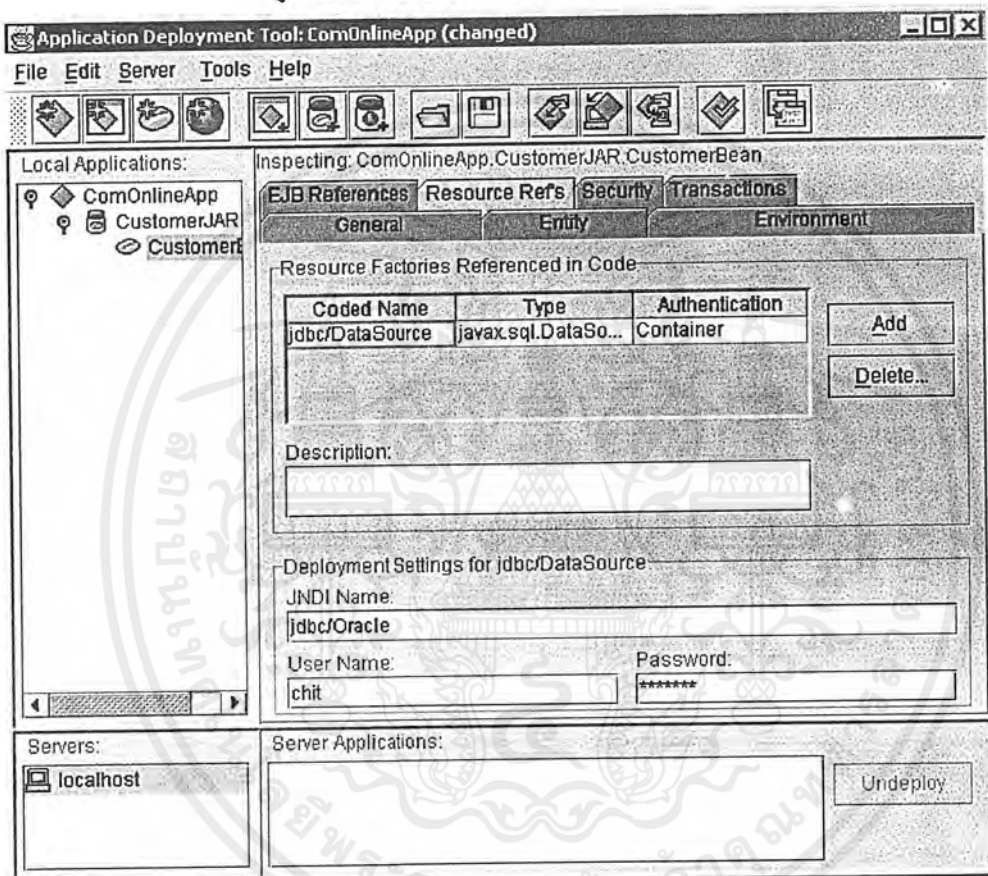 Application Deployment Tool: ComOnlineApp (changed)
File Edit Server Tools Help
Local Applications:
ComOnlineApp
CustomerJAR
CustomerE
Inspecting: ComOnlineApp.CustomerJAR.CustomerBean
EJB References Resource Refs Security Transactions
General Entity Environment
Resource Factories Referenced in Code
Coded Name Type Authentication
jdbc/DataSource javax.sql.DataSo... Container
Add
Delete...
Description:
Deployment Settings for jdbc/DataSource
JNDI Name:
jdbc/Oracle
User Name: Password:
chit *******
Servers:
localhost
Server Applications:
Undeploy